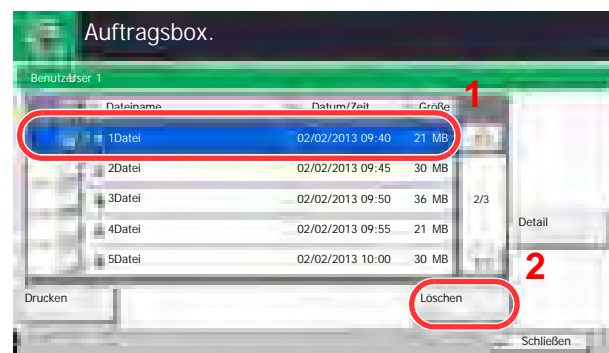 Auftragsbox.
Benutzer User 1
Dateiname Datum/Zeit Größe
1
1Datei 02/02/2013 09:40 21 MB
2Datei 02/02/2013 09:45 30 MB
3Datei 02/02/2013 09:50 36 MB 2/3
Detail
4Datei 02/02/2013 09:55 21 MB
5Datei 02/02/2013 10:00 30 MB
2
Drucken Löschen
Schließen